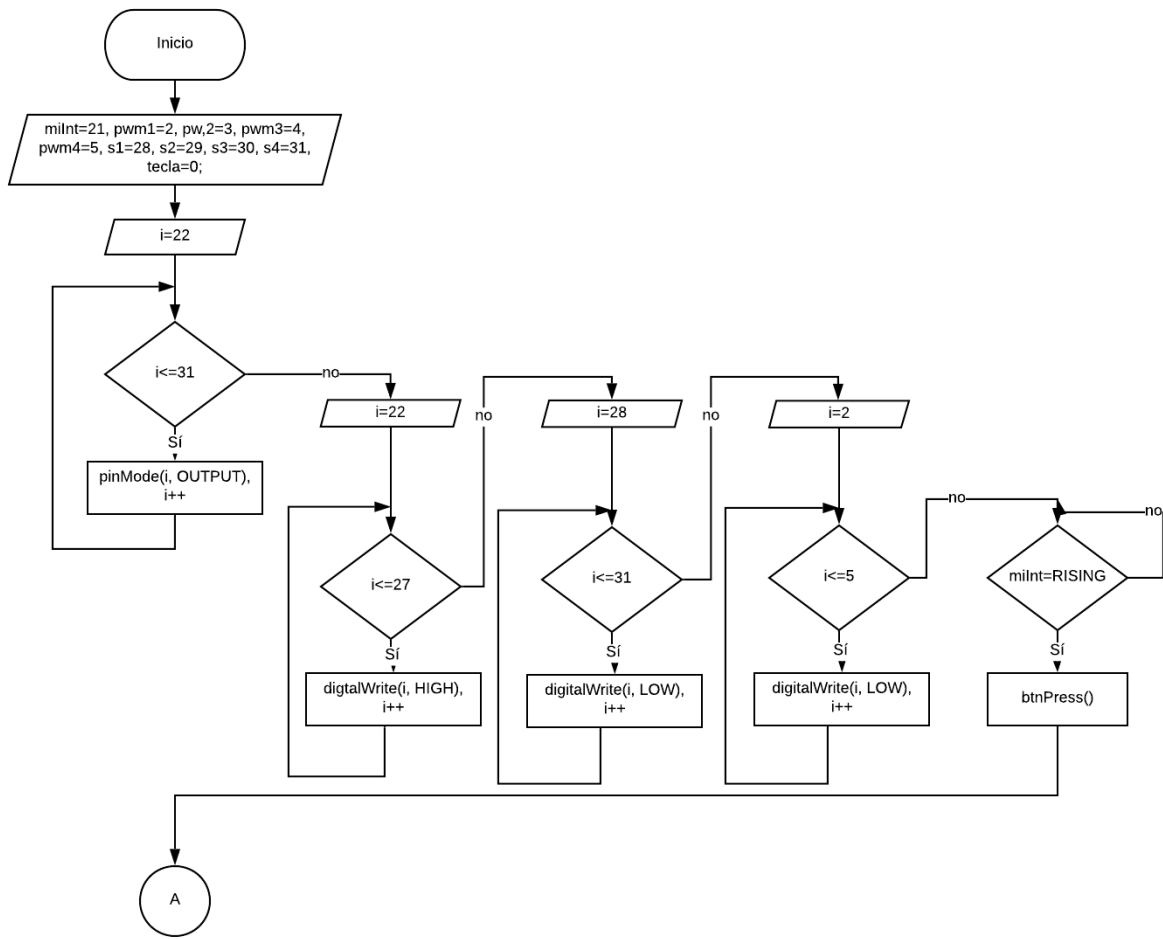 Inicio
miInt=21, pwm1=2, pw,2=3, pwm3=4,
pwm4=5, s1=28, s2=29, s3=30, s4=31,
tecla=0;
i=22
i<=31
no
Sí
pinMode(i, OUTPUT),
i++
i=22
i<=27
no
Sí
digtalWrite(i, HIGH),
i++
i=28
i<=31
no
Sí
digitalWrite(i, LOW),
i++
i=2
i<=5
no
Sí
digitalWrite(i, LOW),
i++
miInt=RISING
no
Sí
btnPress()
A